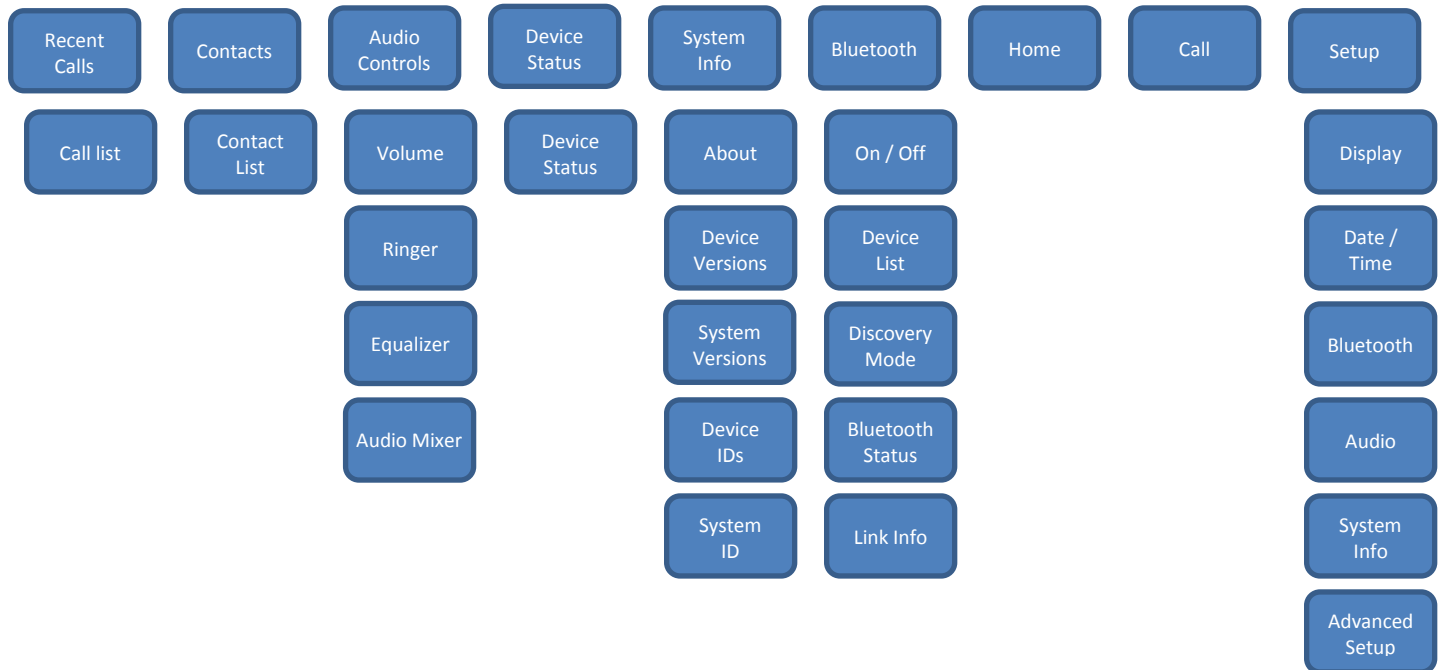 Recent
Calls
Contacts
Audio
Controls
Device
Status
System
Info
Bluetooth
Home
Call
Setup
Call list
Contact
List
Volume
Device
Status
About
On / Off
Display
Ringer
Device
Versions
Device
List
Date /
Time
Equalizer
System
Versions
Discovery
Mode
Bluetooth
Audio Mixer
Device
IDs
Bluetooth
Status
Audio
System
ID
Link Info
System
Info
Advanced
Setup